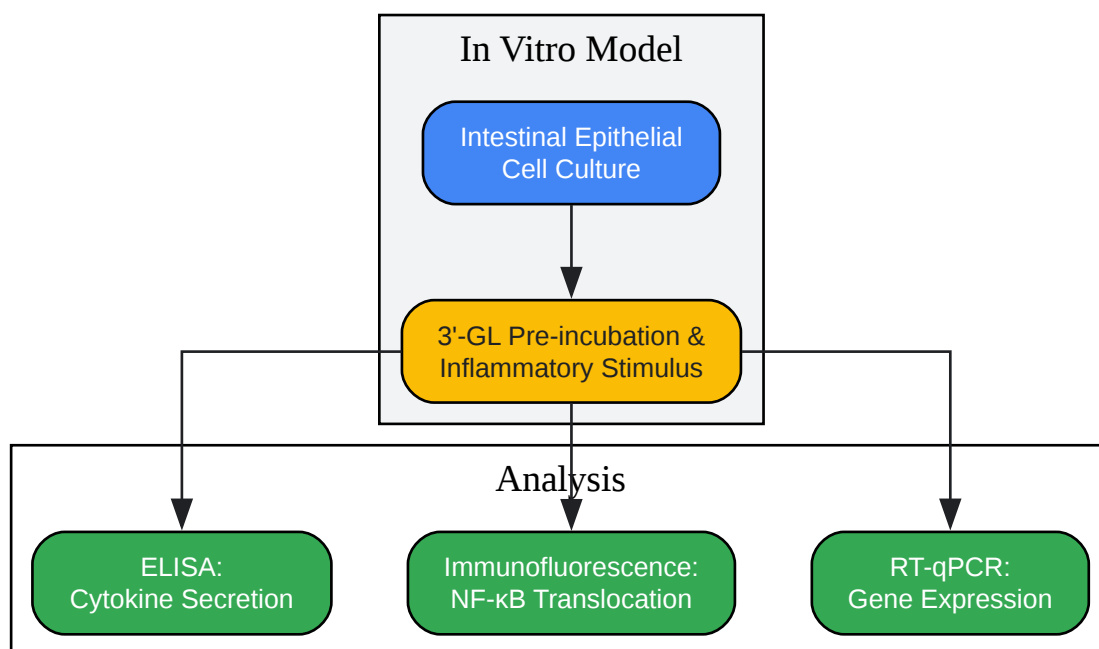 In Vitro Model
Intestinal Epithelial
Cell Culture
3'-GL Pre-incubation &
Inflammatory Stimulus
Analysis
ELISA:
Cytokine Secretion
Immunofluorescence:
NF-κB Translocation
RT-qPCR:
Gene Expression